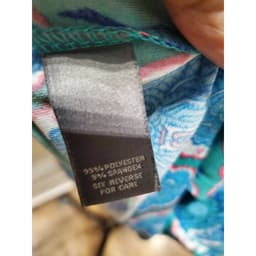 95% POLYESTER
5% SPANDEX
SEE REVERSE
FOR CARE